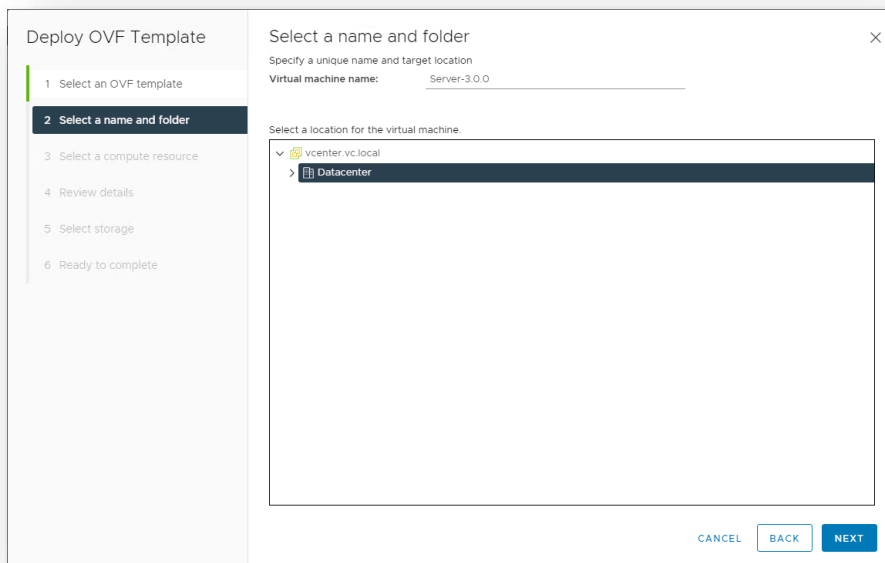 Deploy OVF Template
1 Select an OVF template
2 Select a name and folder
3 Select a compute resource
4 Review details
5 Select storage
6 Ready to complete
Select a name and folder
Specify a unique name and target location
Virtual machine name: Server-3.0.0
Select a location for the virtual machine.
vcenter.vc.local
Datacenter
CANCEL BACK NEXT